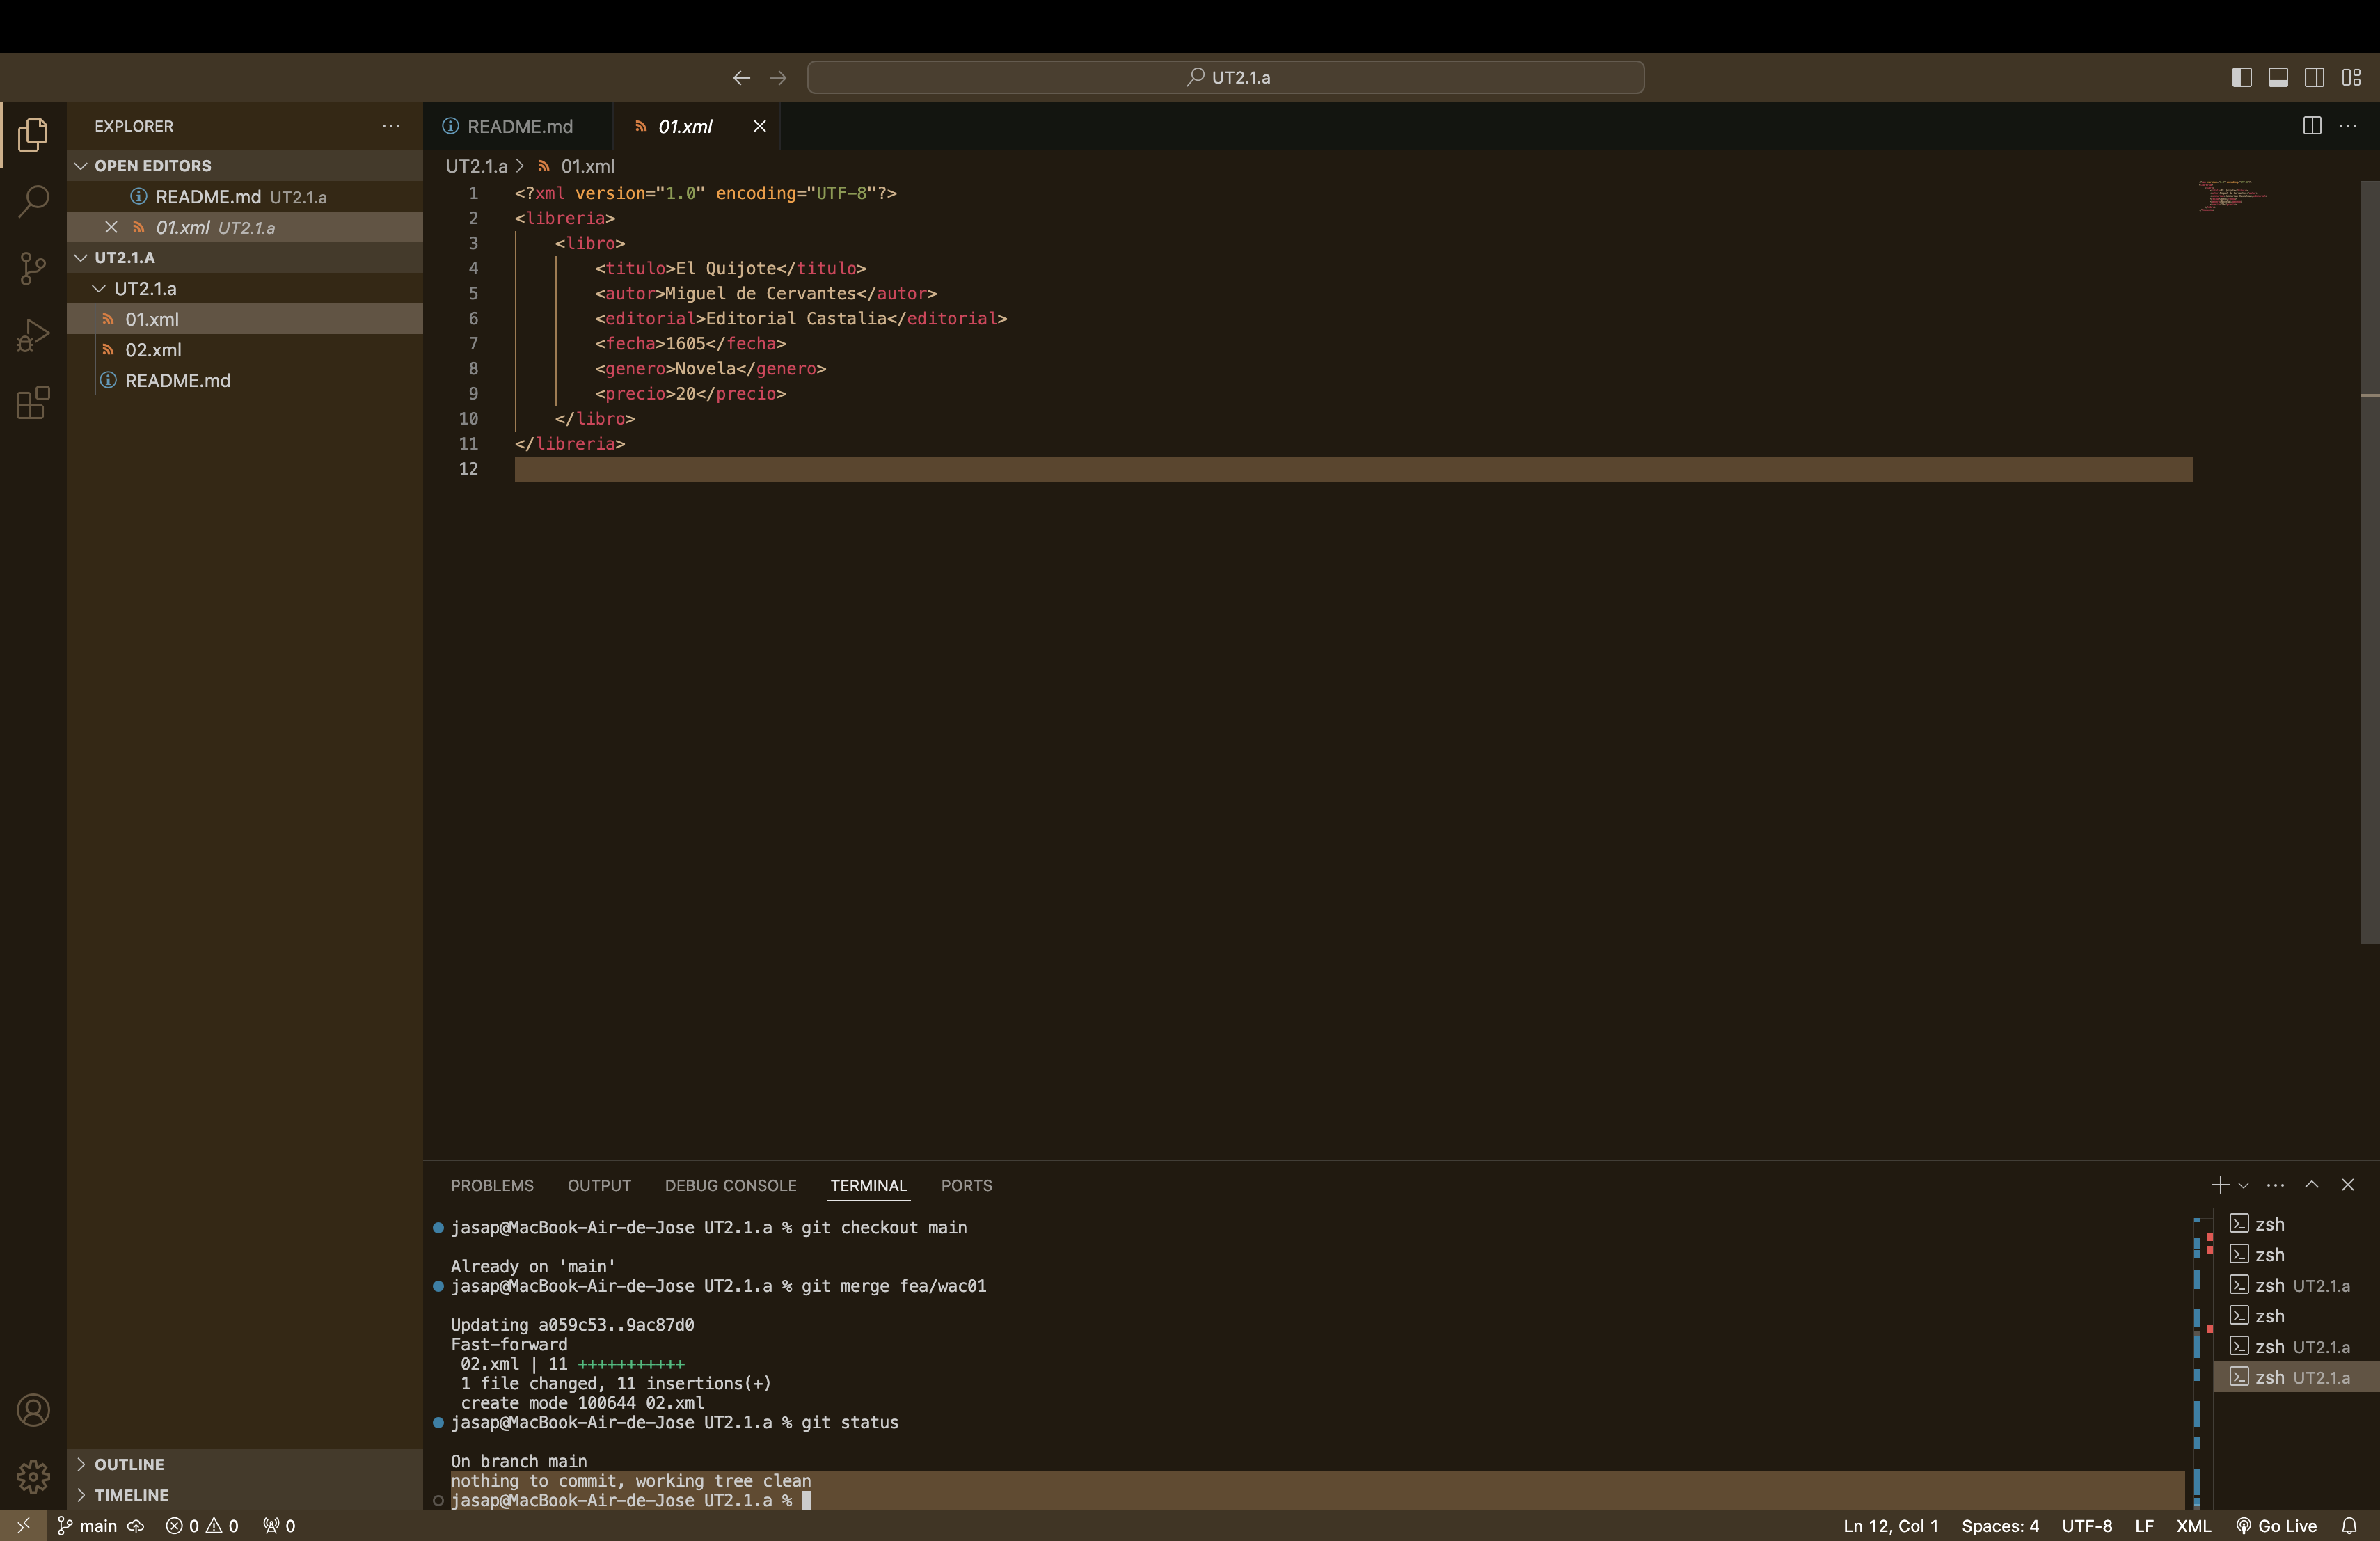 UT2.1.a
EXPLORER
OPEN EDITORS
README.md UT2.1.a
01.xml UT2.1.a
UT2.1.A
UT2.1.a
01.xml
02.xml
README.md
OUTLINE
TIMELINE
README.md
01.xml
UT2.1.a > 01.xml
1 <?xml version="1.0" encoding="UTF-8"?>
2 <libreria>
3 <libro>
4 <titulo>El Quijote</titulo>
5 <autor>Miguel de Cervantes</autor>
6 <editorial>Editorial Castalia</editorial>
7 <fecha>1605</fecha>
8 <genero>Novela</genero>
9 <precio>20</precio>
10 </libro>
11 </libreria>
12
PROBLEMS OUTPUT DEBUG CONSOLE TERMINAL PORTS
jasap@MacBook-Air-de-Jose UT2.1.a % git checkout main
Already on 'main'
jasap@MacBook-Air-de-Jose UT2.1.a % git merge fea/wac01
Updating a059c53..9ac87d0
Fast-forward
02.xml | 11 +++++++++++
1 file changed, 11 insertions(+)
create mode 100644 02.xml
jasap@MacBook-Air-de-Jose UT2.1.a % git status
On branch main
nothing to commit, working tree clean
jasap@MacBook-Air-de-Jose UT2.1.a %
zsh
zsh
zsh UT2.1.a
zsh
zsh UT2.1.a
zsh UT2.1.a
main 0 0 0 Ln 12, Col 1 Spaces: 4 UTF-8 LF XML Go Live